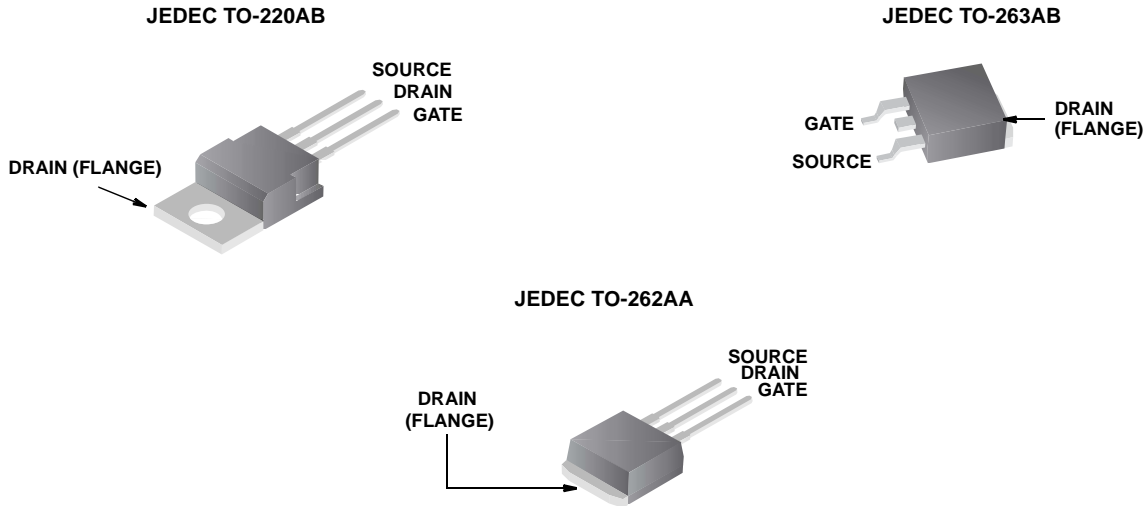 JEDEC TO-220AB
SOURCE
DRAIN
GATE
DRAIN (FLANGE)
JEDEC TO-263AB
GATE
SOURCE
DRAIN
(FLANGE)
JEDEC TO-262AA
SOURCE
DRAIN
GATE
DRAIN
(FLANGE)